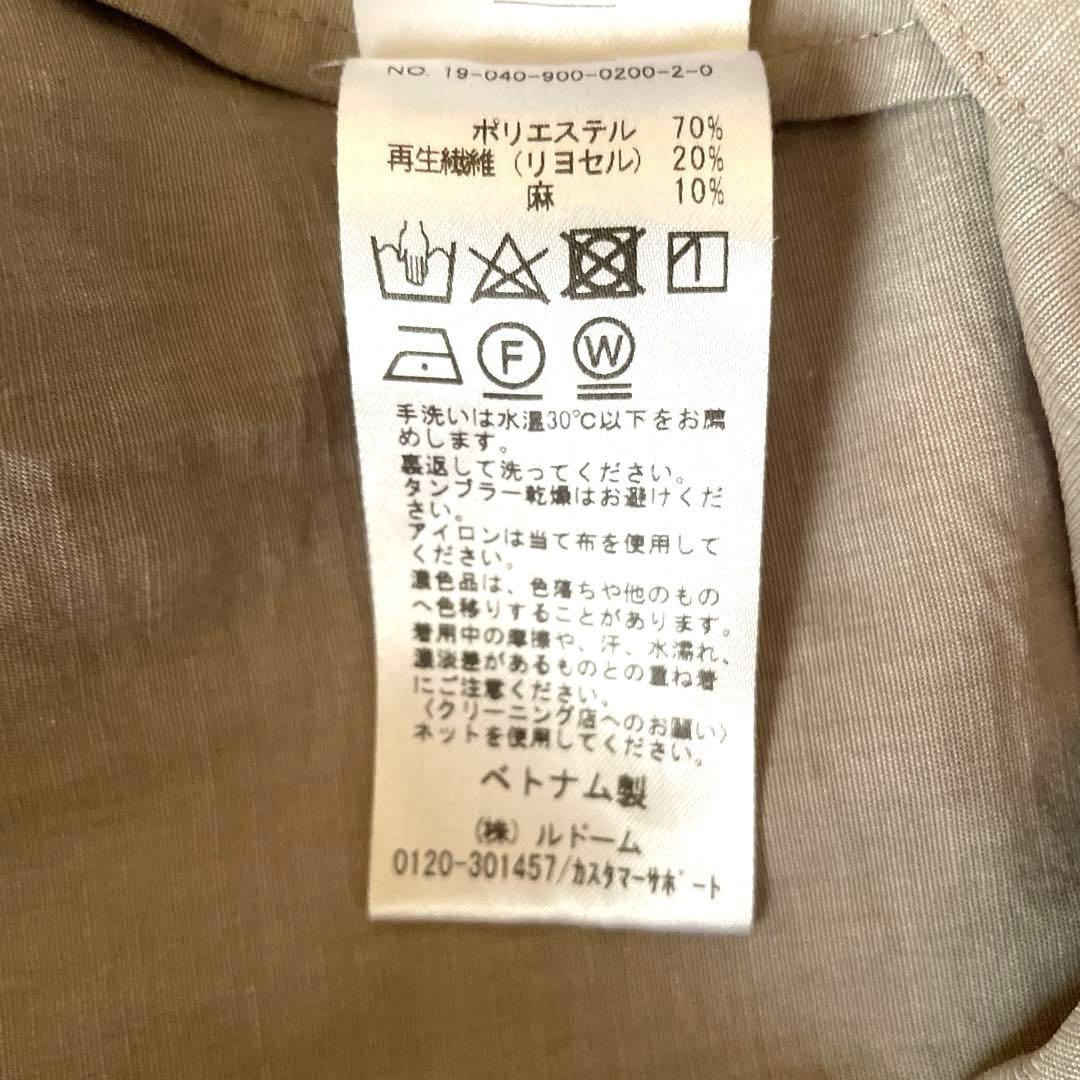 NO. 19-040-900-0200-2-0
ポリエステル 70%
再生繊維（リヨセル） 20%
麻 10%
F W
手洗いは水温30℃以下をお薦
めします。
裏返して洗ってください。
タンブラー乾燥はお避けくだ
さい。
アイロンは当て布を使用して
ください。
濃色品は、色落ちや他のもの
へ色移りすることがあります。
着用中の摩擦や、汗、水濡れ、
濃淡差があるものとの重ね着
にご注意ください。
〈クリーニング店へのお願い〉
ネットを使用してください。
ベトナム製
（株）ルドーム
0120-301457/カスタマーサポート